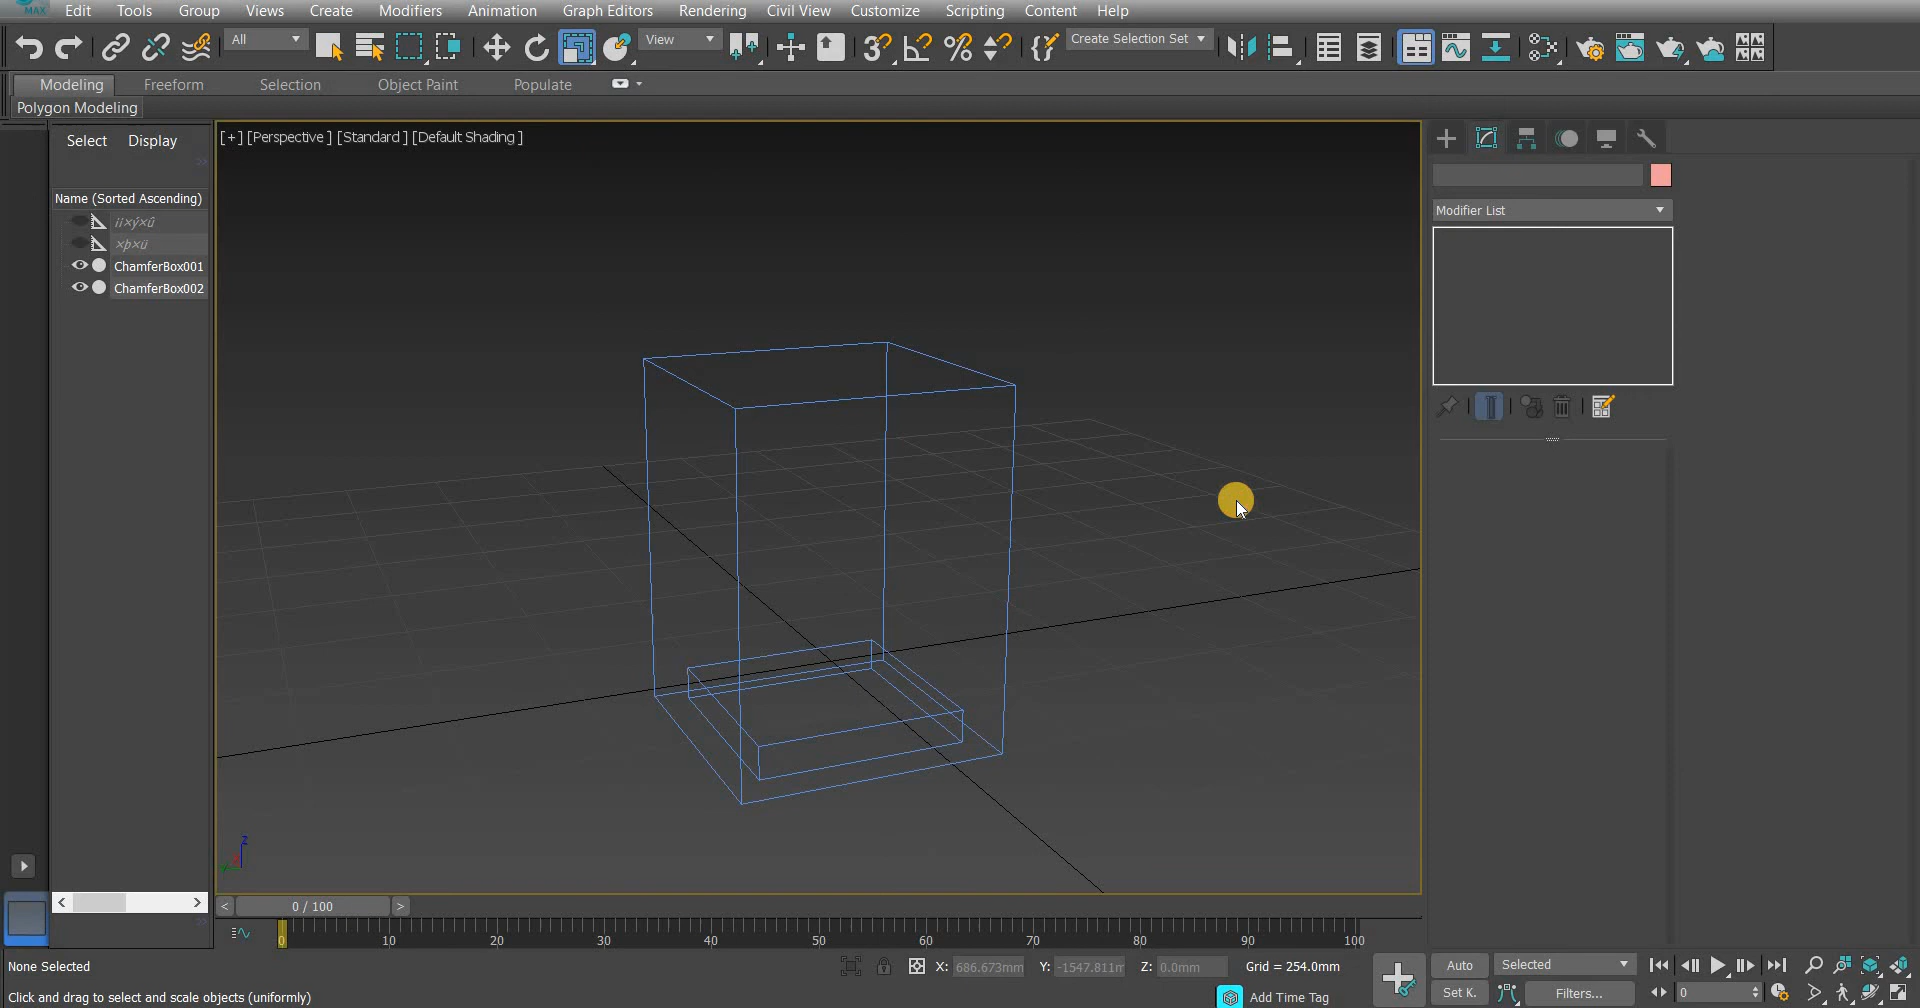 MAX Edit Tools Group Views Create Modifiers Animation Graph Editors Rendering Civil View Customize Scripting Content Help
All View 3 Create Selection Set
Modeling Freeform Selection Object Paint Populate
Polygon Modeling
Select Display
[+] [Perspective ] [Standard ] [Default Shading ]
Name (Sorted Ascending)
ChamferBox001
ChamferBox002
Modifier List
z
< 0 / 100 >
0 10 20 30 40 50 60 70 80 90 100
None Selected
X: 686.673mm Y: -1547.811m Z: 0.0mm Grid = 254.0mm
Auto Selected
Click and drag to select and scale objects (uniformly)
Add Time Tag
Set K. Filters... 0